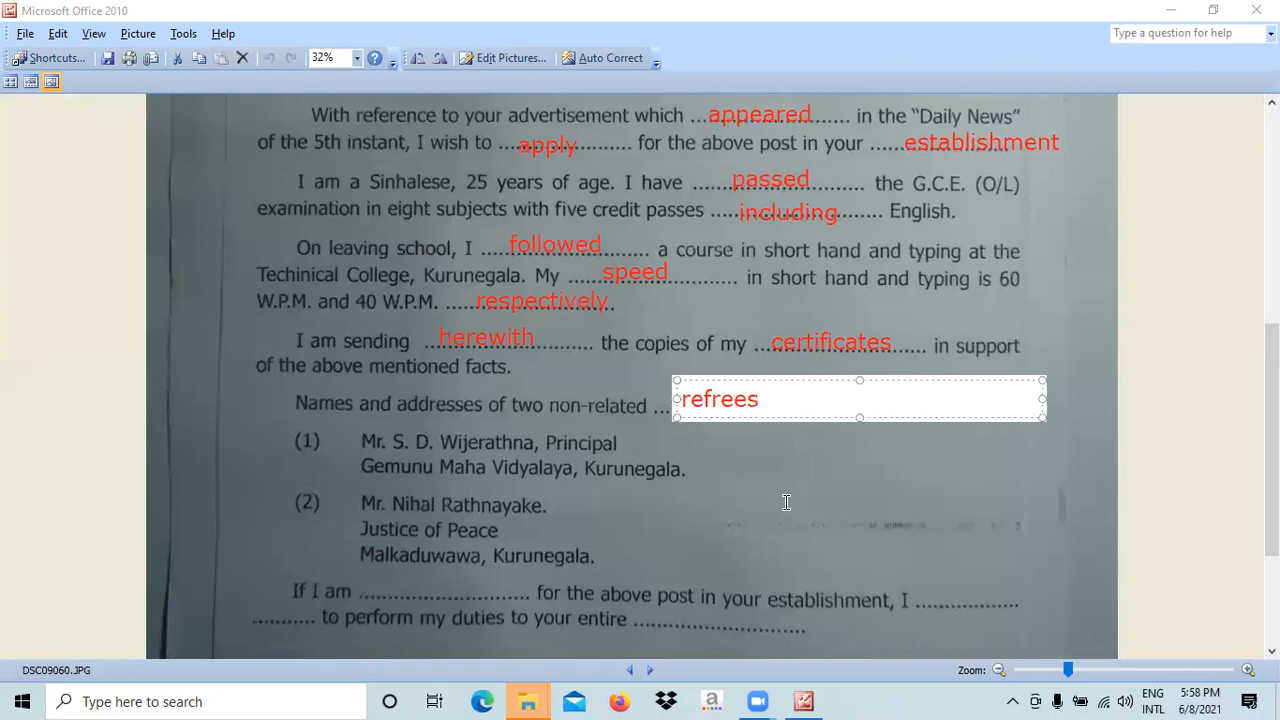 Microsoft Office 2010
File Edit View Picture Tools Help
Type a question for help
Shortcuts... 32% Edit Pictures... Auto Correct
With reference to your advertisement which ...appeared... in the “Daily News”
of the 5th instant, I wish to ...apply... for the above post in your ...establishment
I am a Sinhalese, 25 years of age. I have ...passed... the G.C.E. (O/L)
examination in eight subjects with five credit passes ...including... English.
On leaving school, I ...followed... a course in short hand and typing at the
Techinical College, Kurunegala. My ...speed... in short hand and typing is 60
W.P.M. and 40 W.P.M. ...respectively..
I am sending ...herewith... the copies of my ...certificates... in support
of the above mentioned facts.
Names and addresses of two non-related ... refrees
(1) Mr. S. D. Wijerathna, Principal
Gemunu Maha Vidyalaya, Kurunegala.
(2) Mr. Nihal Rathnayake.
Justice of Peace
Malkaduwawa, Kurunegala.
If I am ............................ for the above post in your establishment, I .................
........... to perform my duties to your entire ............................
DSC09060.JPG Zoom:
Type here to search
ENG 5:58 PM
INTL 6/8/2021